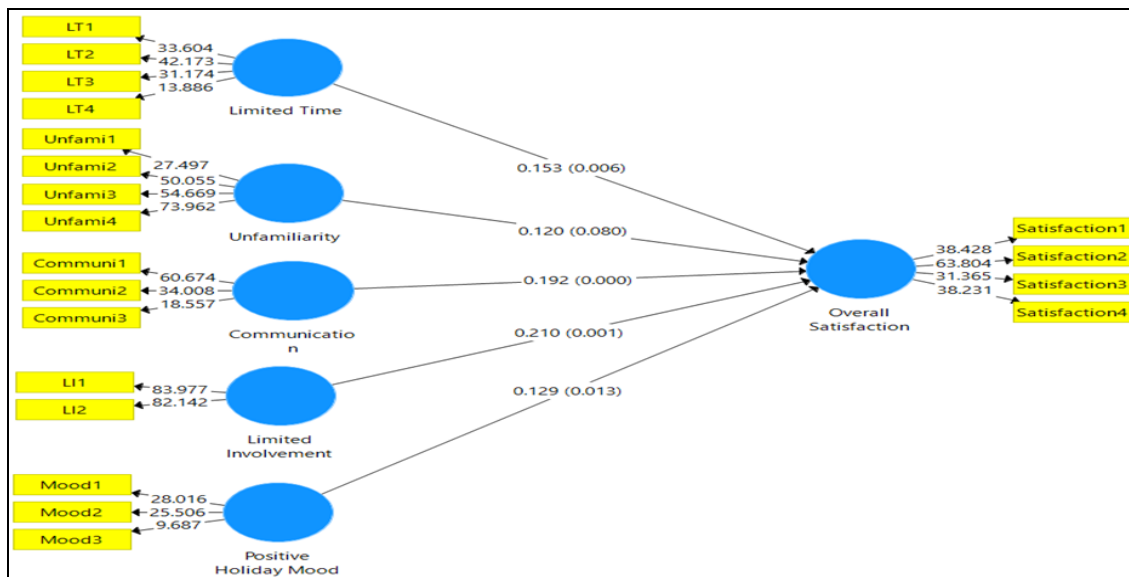 LT1
LT2
LT3
LT4
33.604
42.173
31.174
13.886
Limited Time
Unfami1
Unfami2
Unfami3
Unfami4
27.497
50.055
54.669
73.962
Unfamiliarity
Communi1
Communi2
Communi3
60.674
34.008
18.557
Communicatio
n
LI1
LI2
83.977
82.142
Limited
Involvement
Mood1
Mood2
Mood3
28.016
25.506
9.687
Positive
Holiday Mood
0.153 (0.006)
0.120 (0.080)
0.192 (0.000)
0.210 (0.001)
0.129 (0.013)
Overall
Satisfaction
38.428
63.804
31.365
38.231
Satisfaction1
Satisfaction2
Satisfaction3
Satisfaction4